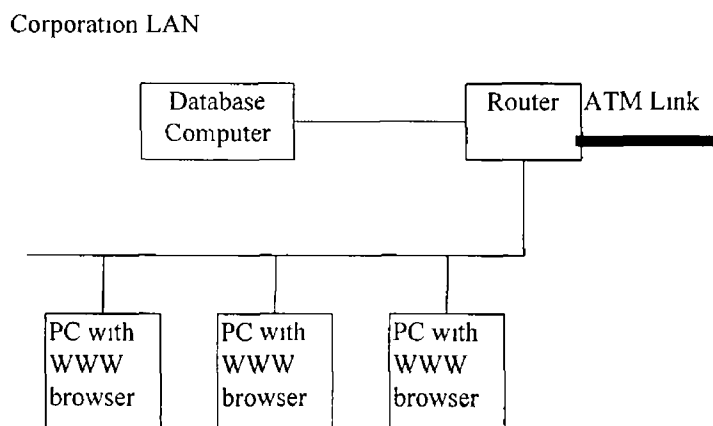 Corporation LAN
Database
Computer
Router
ATM Link
PC with
WWW
browser
PC with
WWW
browser
PC with
WWW
browser